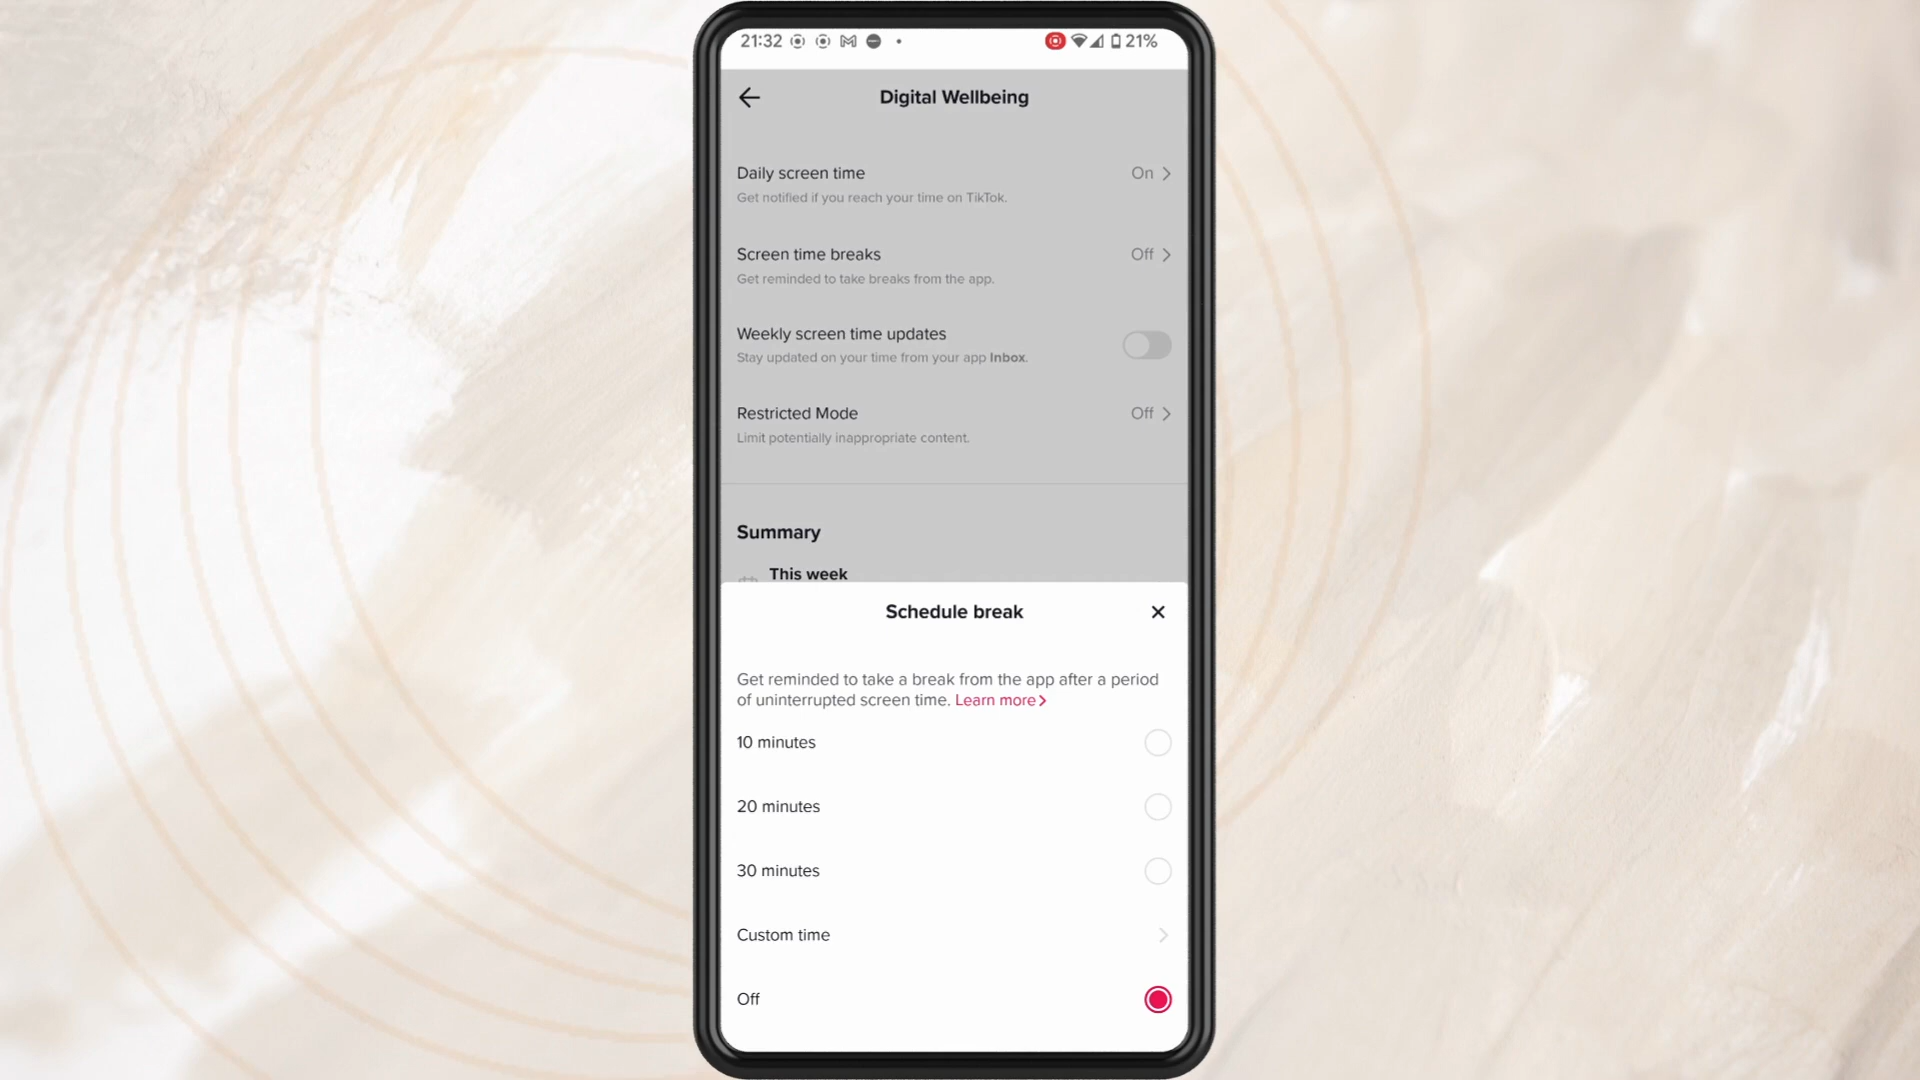 21:32 21%
Digital Wellbeing
Daily screen time On
Get notified if you reach your time on TikTok.
Screen time breaks Off
Get reminded to take breaks from the app.
Weekly screen time updates
Stay updated on your time from your app Inbox.
Restricted Mode Off
Limit potentially inappropriate content.
Summary
This week
Schedule break
Get reminded to take a break from the app after a period
of uninterrupted screen time. Learn more
10 minutes
20 minutes
30 minutes
Custom time
Off